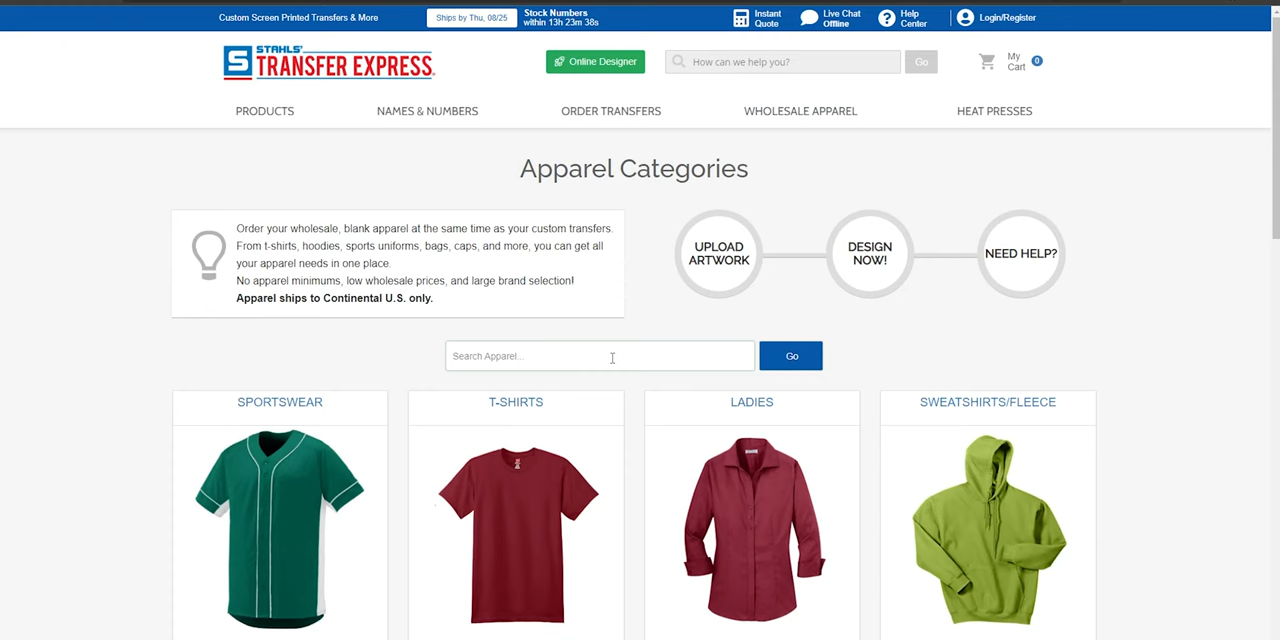 Custom Screen Printed Transfers & More
Ships by Thu, 08/25
Stock Numbers
within 13h 23m 38s
Instant
Quote
Live Chat
Offline
Help
Center
Login/Register
S
STAHLS'
TRANSFER EXPRESS.
Online Designer
How can we help you?
Go
My
Cart
0
PRODUCTS
NAMES & NUMBERS
ORDER TRANSFERS
WHOLESALE APPAREL
HEAT PRESSES
Apparel Categories
Order your wholesale, blank apparel at the same time as your custom transfers.
From t-shirts, hoodies, sports uniforms, bags, caps, and more, you can get all
your apparel needs in one place.
No apparel minimums, low wholesale prices, and large brand selection!
Apparel ships to Continental U.S. only.
UPLOAD
ARTWORK
DESIGN
NOW!
NEED HELP?
Search Apparel...
Go
SPORTSWEAR
T-SHIRTS
LADIES
SWEATSHIRTS/FLEECE